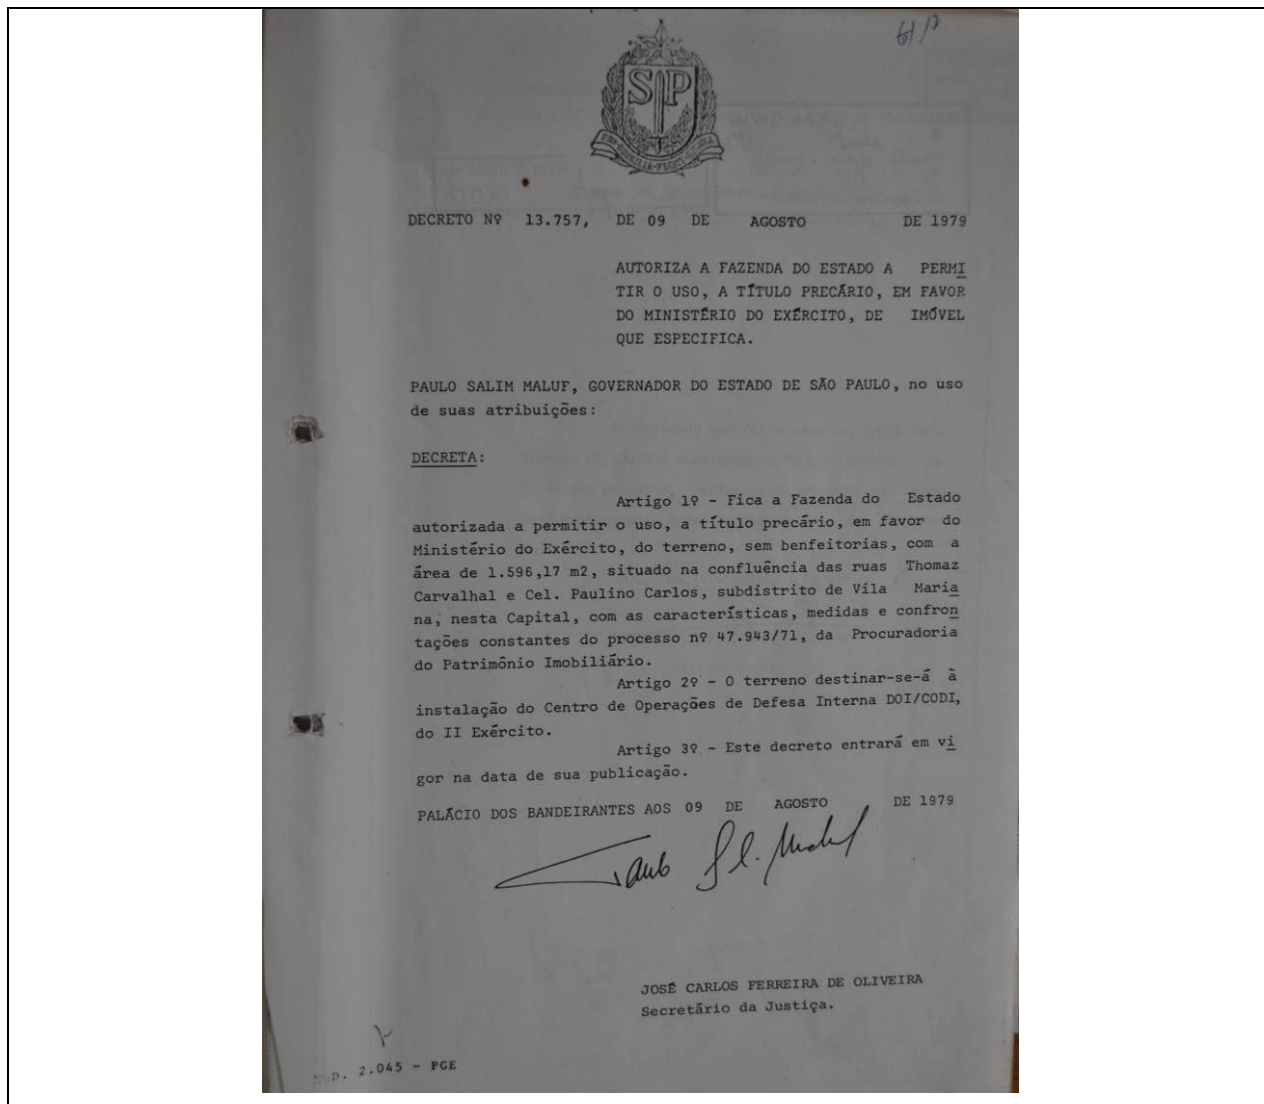 SP
DECRETO Nº 13.757, DE 09 DE AGOSTO DE 1979
AUTORIZA A FAZENDA DO ESTADO A PERMI
TIR O USO, A TÍTULO PRECÁRIO, EM FAVOR
DO MINISTÉRIO DO EXÉRCITO, DE IMÓVEL
QUE ESPECIFICA.
PAULO SALIM MALUF, GOVERNADOR DO ESTADO DE SÃO PAULO, no uso
de suas atribuições:
DECRETA:
Artigo 1º - Fica a Fazenda do Estado
autorizada a permitir o uso, a título precário, em favor do
Ministério do Exército, do terreno, sem benfeitorias, com a
área de 1.596,17 m2, situado na confluência das ruas Thomaz
Carvalhal e Cel. Paulino Carlos, subdistrito de Vila Maria
na, nesta Capital, com as características, medidas e confron
tações constantes do processo nº 47.943/71, da Procuradoria
do Patrimônio Imobiliário.
Artigo 2º - O terreno destinar-se-á à
instalação do Centro de Operações de Defesa Interna DOI/CODI,
do II Exército.
Artigo 3º - Este decreto entrará em vi
gor na data de sua publicação.
PALÁCIO DOS BANDEIRANTES AOS 09 DE AGOSTO DE 1979
JOSÉ CARLOS FERREIRA DE OLIVEIRA
Secretário da Justiça.
2.045 - PGE